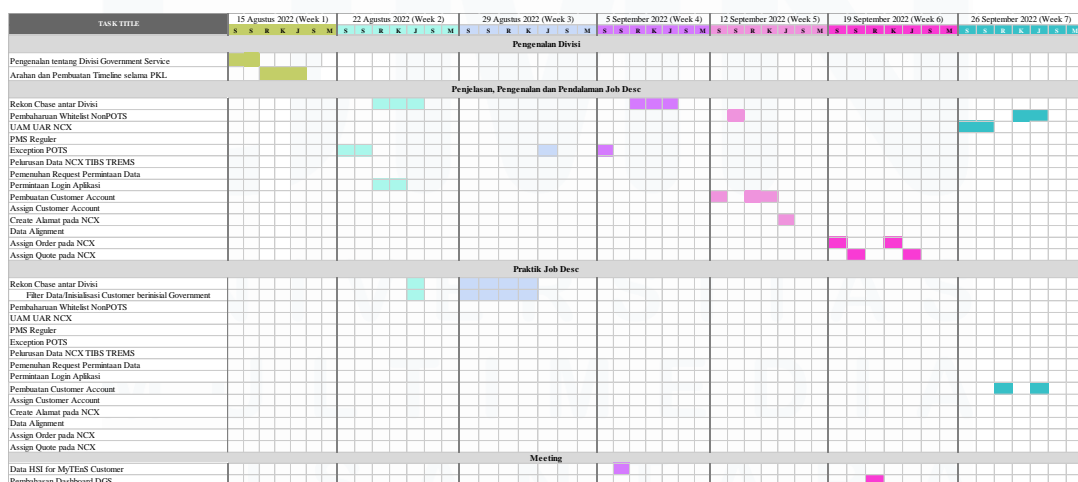 TASK TITLE 15 Agustus 2022 (Week 1) 22 Agustus 2022 (Week 2) 29 Agustus 2022 (Week 3) 5 September 2022 (Week 4) 12 September 2022 (Week 5) 19 September 2022 (Week 6) 26 September 2022 (Week 7)
S S R K J S M S S R K J S M S S R K J S M S S R K J S M S S R K J S M S S R K J S M S S R K J S M
Pengenalan Divisi
Pengenalan tentang Divisi Government Service
Arahan dan Pembuatan Timeline selama PKL
Penjelasan, Pengenalan dan Pendalaman Job Desc
Rekon Cbase antar Divisi
Pembaharuan Whitelist NonPOTS
UAM UAR NCX
PMS Reguler
Exception POTS
Pelurusan Data NCX TIBS TREMS
Pemenuhan Request Permintaan Data
Permintaan Login Aplikasi
Pembuatan Customer Account
Assign Customer Account
Create Alamat pada NCX
Data Alignment
Assign Order pada NCX
Assign Quote pada NCX
Praktik Job Desc
Rekon Cbase antar Divisi
Filter Data/Inisialisasi Customer berinisial Government
Pembaharuan Whitelist NonPOTS
UAM UAR NCX
PMS Reguler
Exception POTS
Pelurusan Data NCX TIBS TREMS
Pemenuhan Request Permintaan Data
Permintaan Login Aplikasi
Pembuatan Customer Account
Assign Customer Account
Create Alamat pada NCX
Data Alignment
Assign Order pada NCX
Assign Quote pada NCX
Meeting
Data HSI for MyTEnS Customer
Pembahasan Dashboard DGS